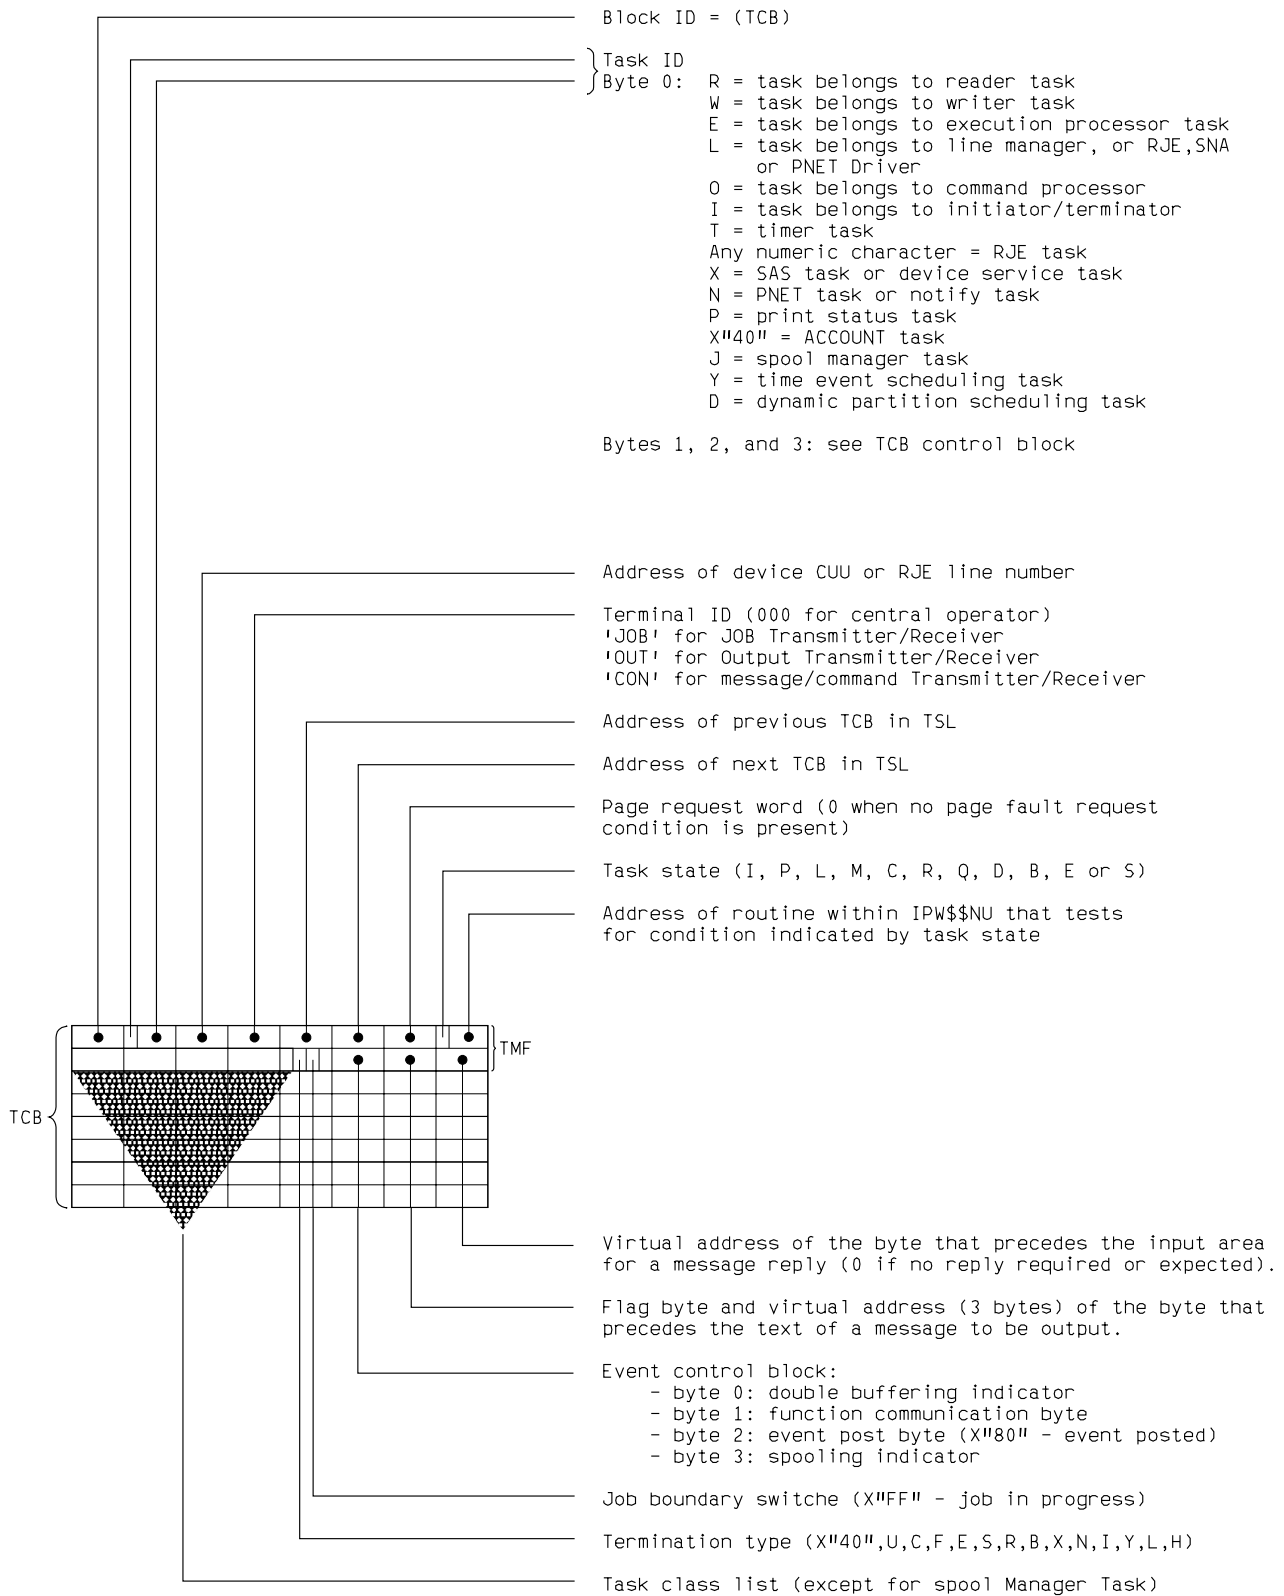 Block ID = (TCB)
Task ID
Byte 0: R = task belongs to reader task
W = task belongs to writer task
E = task belongs to execution processor task
L = task belongs to line manager, or RJE,SNA
or PNET Driver
O = task belongs to command processor
I = task belongs to initiator/terminator
T = timer task
Any numeric character = RJE task
X = SAS task or device service task
N = PNET task or notify task
P = print status task
X"40" = ACCOUNT task
J = spool manager task
Y = time event scheduling task
D = dynamic partition scheduling task
Bytes 1, 2, and 3: see TCB control block
Address of device CUU or RJE line number
Terminal ID (000 for central operator)
'JOB' for JOB Transmitter/Receiver
'OUT' for Output Transmitter/Receiver
'CON' for message/command Transmitter/Receiver
Address of previous TCB in TSL
Address of next TCB in TSL
Page request word (0 when no page fault request
condition is present)
Task state (I, P, L, M, C, R, Q, D, B, E or S)
Address of routine within IPW$$NU that tests
for condition indicated by task state
TMF
TCB
Virtual address of the byte that precedes the input area
for a message reply (0 if no reply required or expected).
Flag byte and virtual address (3 bytes) of the byte that
precedes the text of a message to be output.
Event control block:
- byte 0: double buffering indicator
- byte 1: function communication byte
- byte 2: event post byte (X"80" - event posted)
- byte 3: spooling indicator
Job boundary switche (X"FF" - job in progress)
Termination type (X"40",U,C,F,E,S,R,B,X,N,I,Y,L,H)
Task class list (except for spool Manager Task)